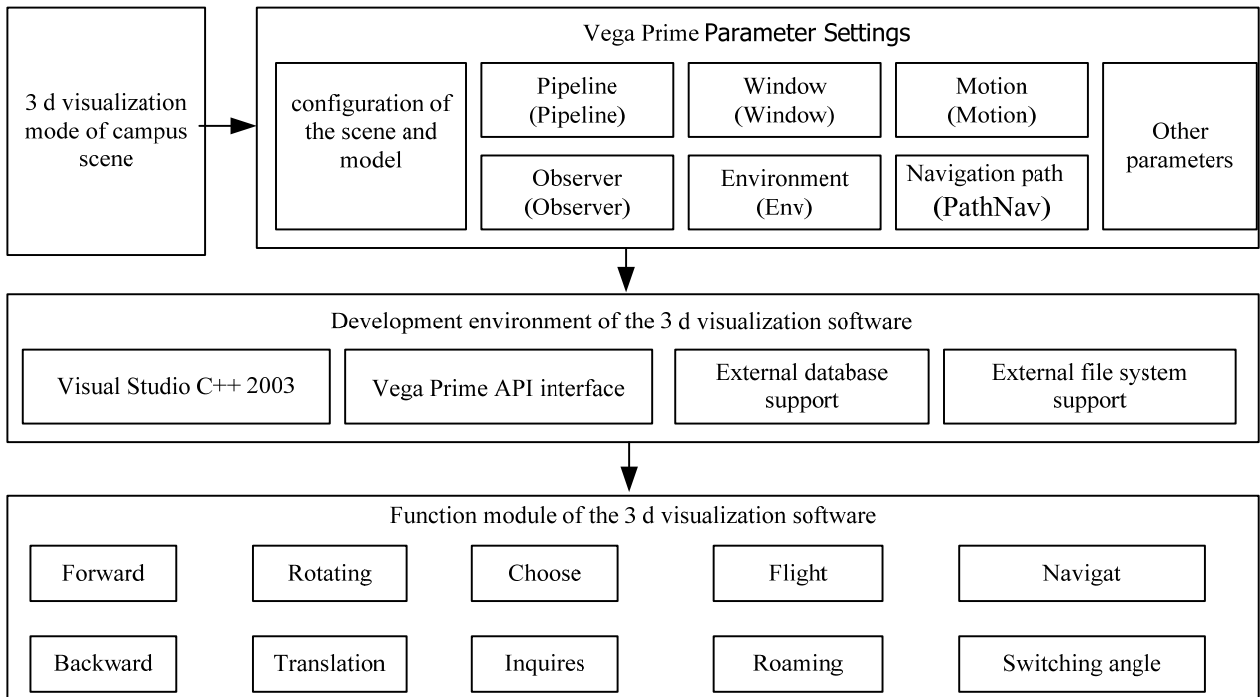 3 d visualization
mode of campus
scene
Vega Prime Parameter Settings
configuration of
the scene and
model
Pipeline
(Pipeline)
Window
(Window)
Motion
(Motion)
Observer
(Observer)
Environment
(Env)
Navigation path
(PathNav)
Other
parameters
Development environment of the 3 d visualization software
Visual Studio C++ 2003
Vega Prime API interface
External database
support
External file system
support
Function module of the 3 d visualization software
Forward
Rotating
Choose
Flight
Navigat
Backward
Translation
Inquires
Roaming
Switching angle